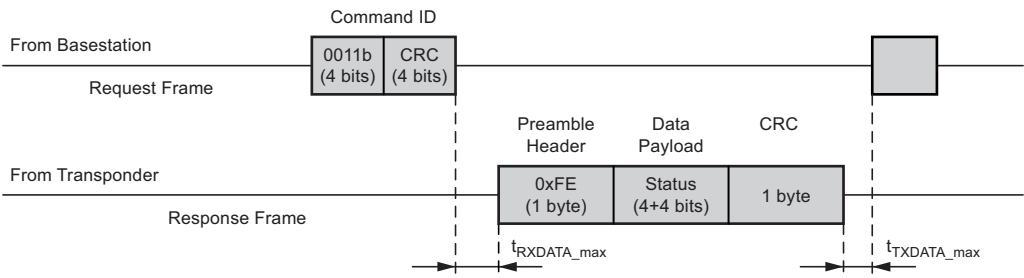 Command ID
From Basestation
0011b
(4 bits)
CRC
(4 bits)
Request Frame
Preamble
Header
Data
Payload
CRC
From Transponder
0xFE
(1 byte)
Status
(4+4 bits)
1 byte
Response Frame
tRXDATA_max
tTXDATA_max